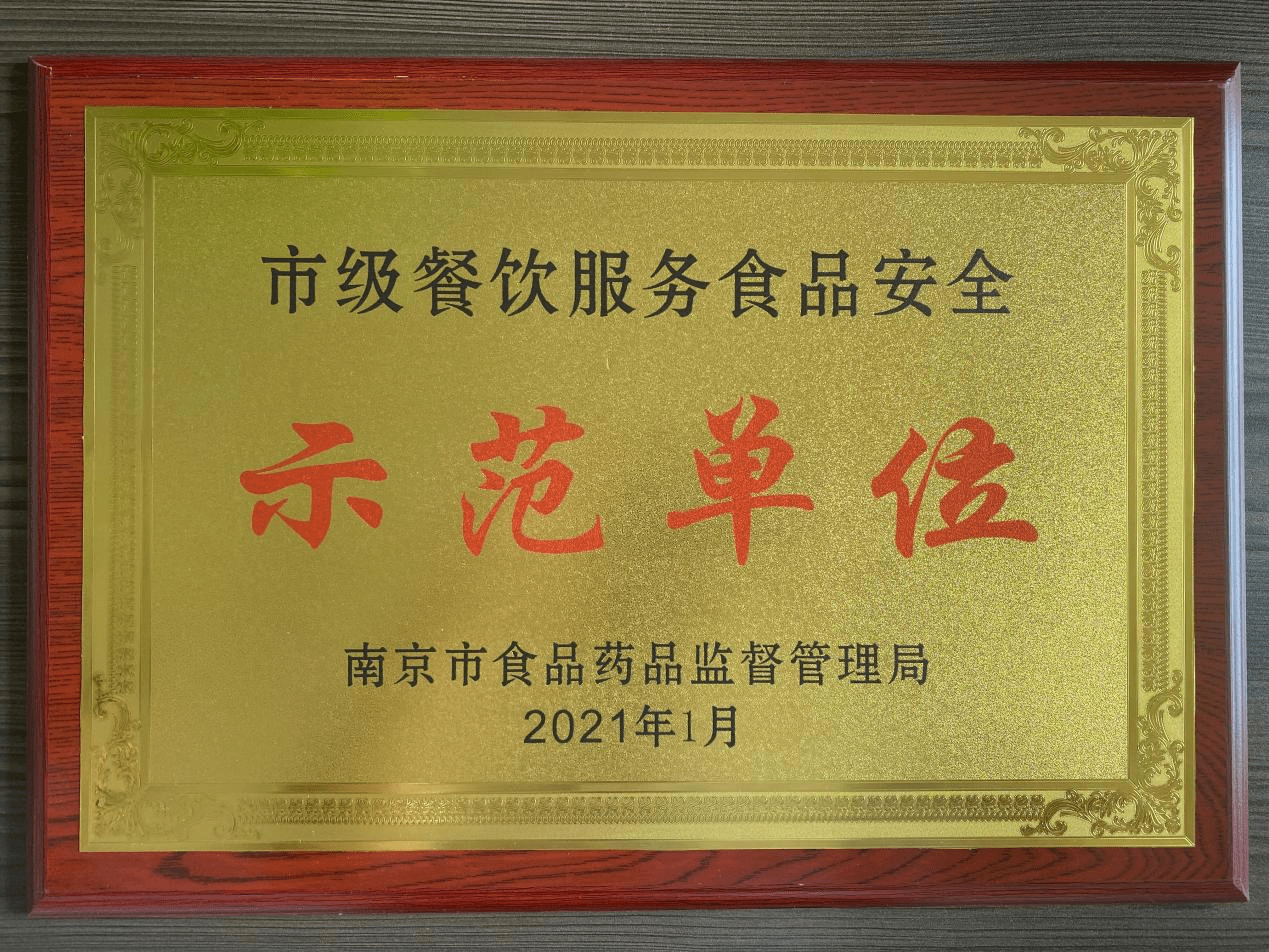 市级餐饮服务食品安全
示范单位
南京市食品药品监督管理局
2021年1月